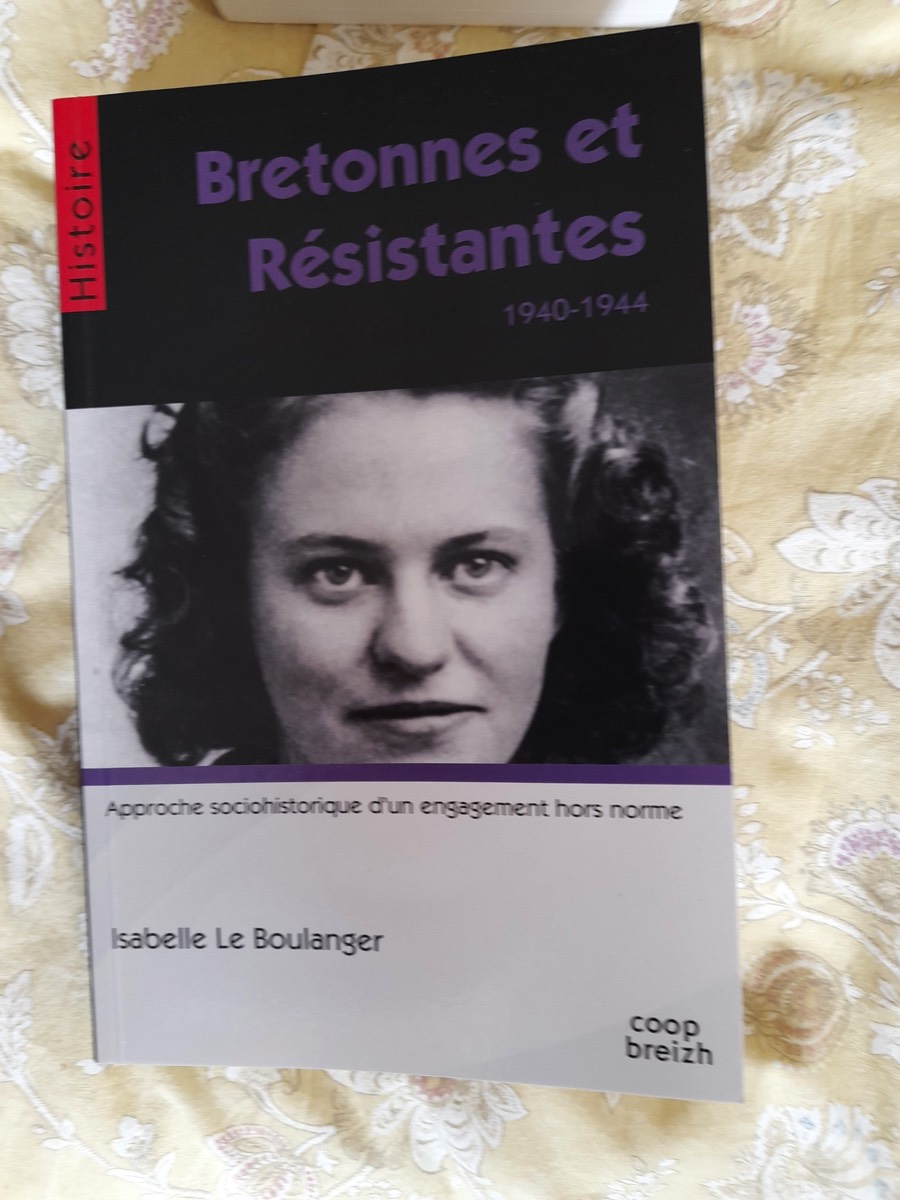 Histoire
Bretonnes et
Résistantes
1940-1944
Approche sociohistorique d'un engagement hors norme
Isabelle Le Boulanger
coop
breizh